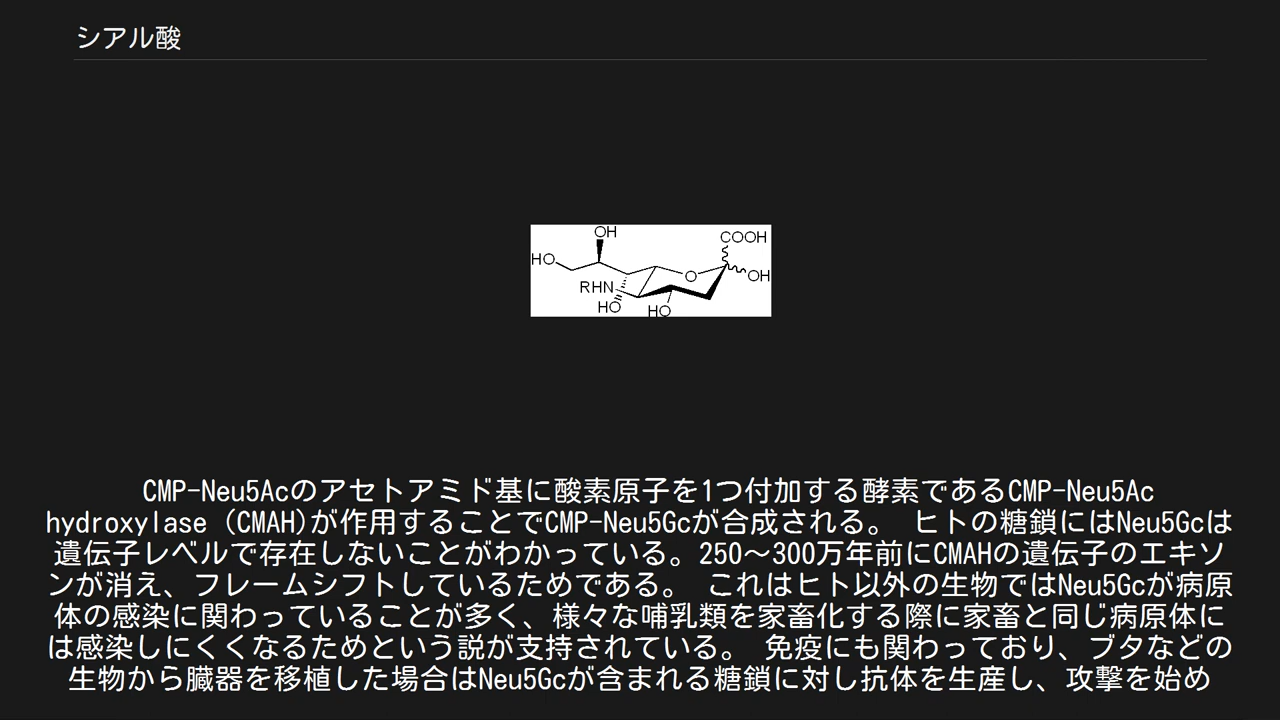 シアル酸
OH
COOH
HO
O
OH
RHN
HO
HO
CMP-Neu5Acのアセトアミド基に酸素原子を1つ付加する酵素であるCMP-Neu5Ac
hydroxylase (CMAH)が作用することでCMP-Neu5Gcが合成される。 ヒトの糖鎖にはNeu5Gcは
遺伝子レベルで存在しないことがわかっている。250〜300万年前にCMAHの遺伝子のエキソ
ンが消え、フレームシフトしているためである。 これはヒト以外の生物ではNeu5Gcが病原
体の感染に関わっていることが多く、様々な哺乳類を家畜化する際に家畜と同じ病原体に
は感染しにくくなるためという説が支持されている。 免疫にも関わっており、ブタなどの
生物から臓器を移植した場合はNeu5Gcが含まれる糖鎖に対し抗体を生産し、攻撃を始め